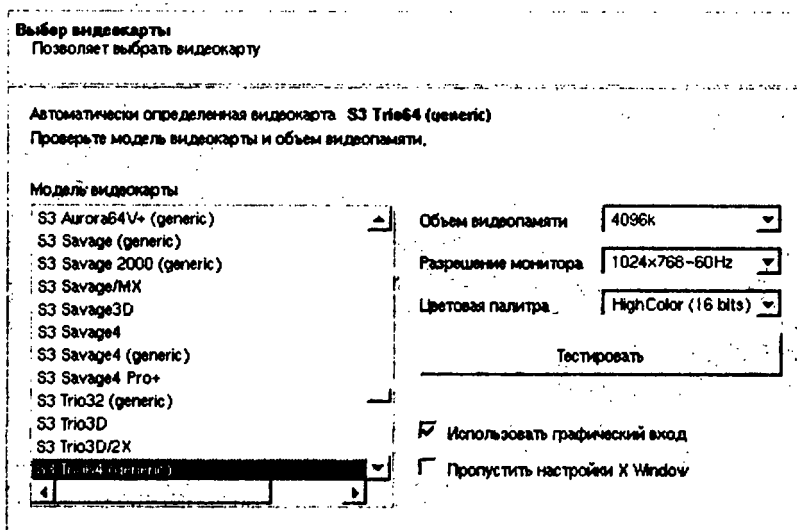 Выбор видеокарты
Позволяет выбрать видеокарту
Автоматически определенная видеокарта S3 Trio64 (generic)
Проверьте модель видеокарты и объем видеопамяти.
Модель видеокарты
S3 Aurora64V+ (generic)
S3 Savage (generic)
S3 Savage 2000 (generic)
S3 Savage/MX
S3 Savage3D
S3 Savage4
S3 Savage4 (generic)
S3 Savage4 Pro+
S3 Trio32 (generic)
S3 Trio3D
S3 Trio3D/2X
S3 Trio64 (generic)
Объем видеопамяти 4096k
Разрешение монитора 1024x768~60Hz
Цветовая палитра HighColor (16 bits)
Тестировать
Использовать графический вход
Пропустить настройки X Window